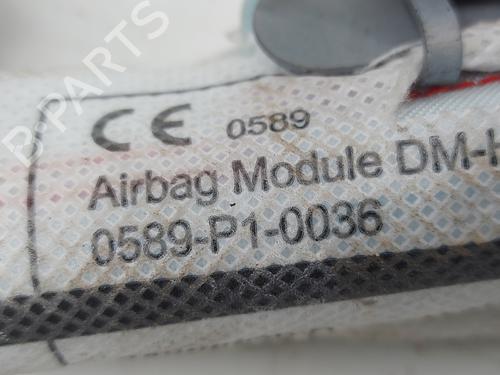 B-PARTS
CE 0589
Airbag Module DM-H
0589-P1-0036